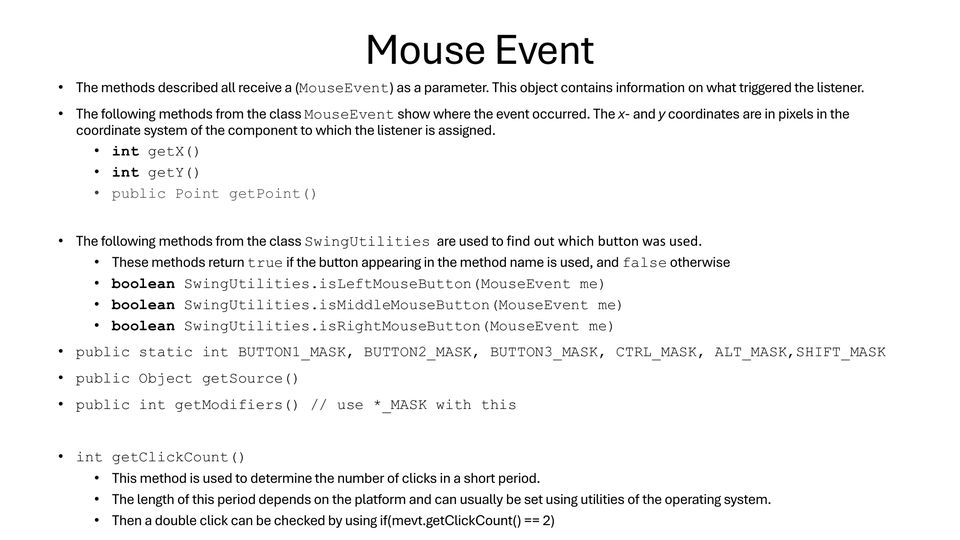 Mouse Event
• The methods described all receive a (MouseEvent) as a parameter. This object contains information on what triggered the listener.
• The following methods from the class MouseEvent show where the event occurred. The x- and y coordinates are in pixels in the
coordinate system of the component to which the listener is assigned.
• int getX()
• int getY()
• public Point getPoint()
• The following methods from the class SwingUtilities are used to find out which button was used.
• These methods return true if the button appearing in the method name is used, and false otherwise
• boolean SwingUtilities.isLeftMouseButton(MouseEvent me)
• boolean SwingUtilities.isMiddleMouseButton(MouseEvent me)
• boolean SwingUtilities.isRightMouseButton(MouseEvent me)
• public static int BUTTON1_MASK, BUTTON2_MASK, BUTTON3_MASK, CTRL_MASK, ALT_MASK,SHIFT_MASK
• public Object getSource()
• public int getModifiers() // use *_MASK with this
• int getClickCount()
• This method is used to determine the number of clicks in a short period.
• The length of this period depends on the platform and can usually be set using utilities of the operating system.
• Then a double click can be checked by using if(mevt.getClickCount() == 2)